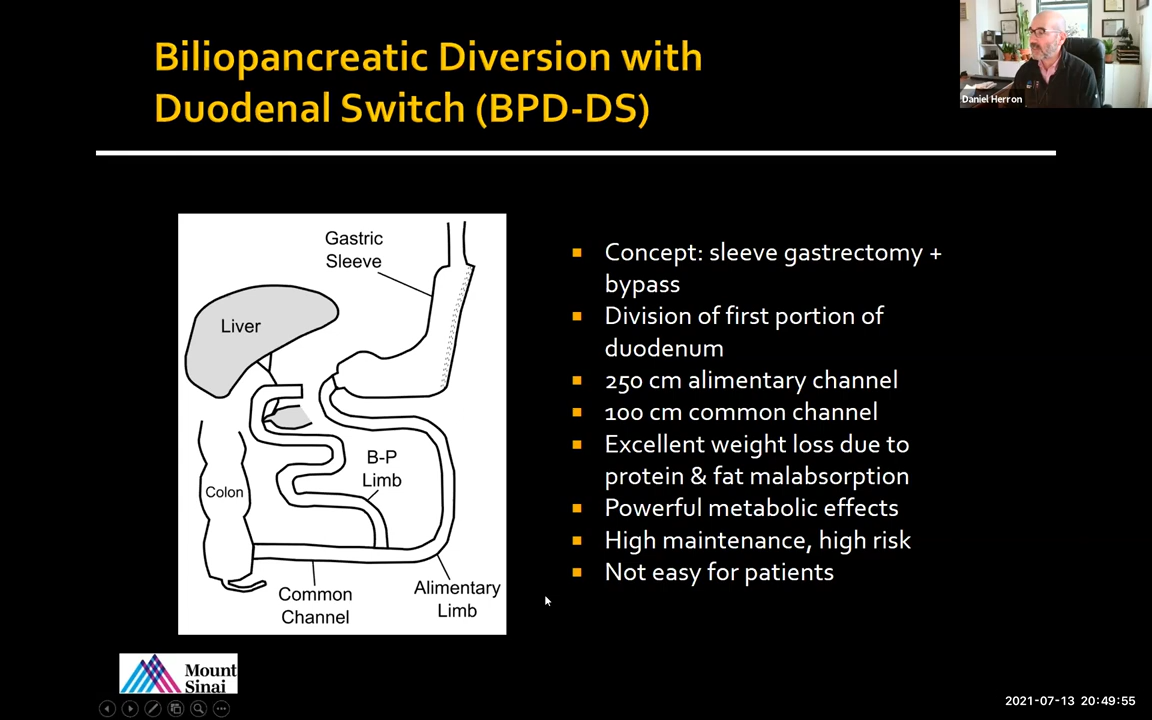 Biliopancreatic Diversion with
Duodenal Switch (BPD-DS)
Daniel Herron
Gastric
Sleeve
Liver
B-P
Limb
Colon
Common
Channel
Alimentary
Limb
Concept: sleeve gastrectomy +
bypass
Division of first portion of
duodenum
250 cm alimentary channel
100 cm common channel
Excellent weight loss due to
protein & fat malabsorption
Powerful metabolic effects
High maintenance, high risk
Not easy for patients
Mount
Sinai
2021-07-13 20:49:55